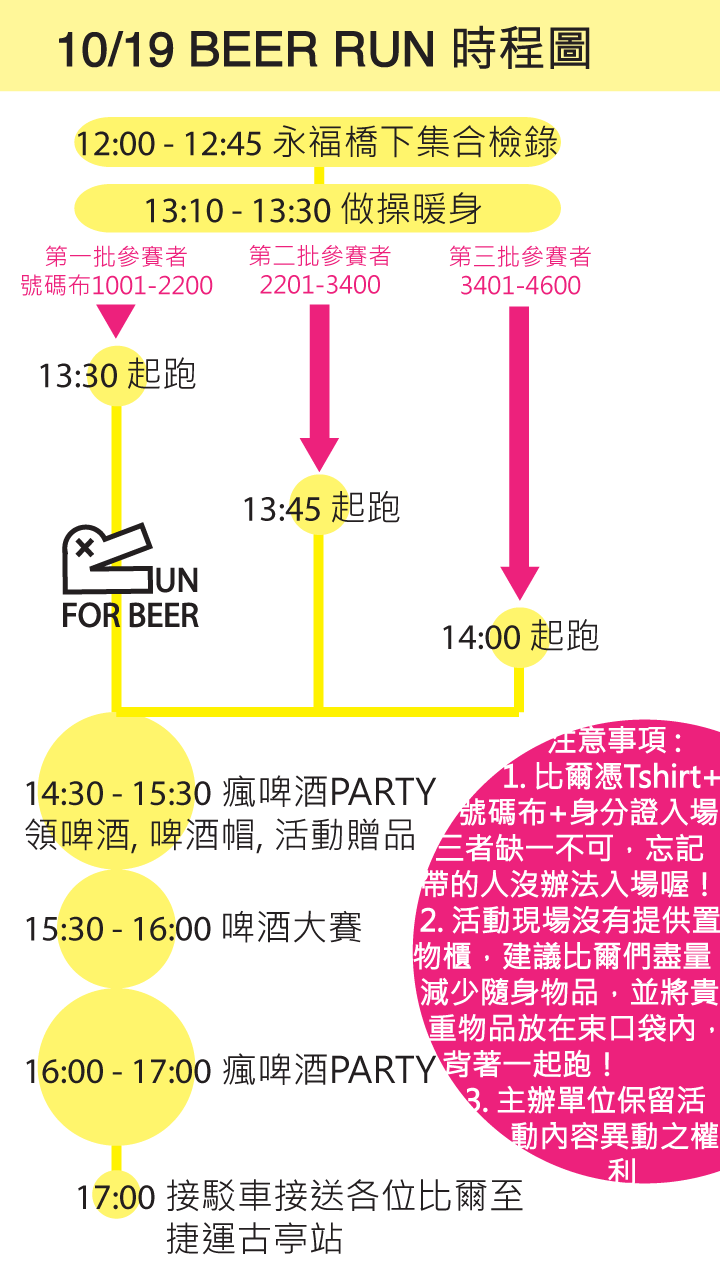 10/19 BEER RUN 時程圖
12:00 - 12:45 永福橋下集合檢錄
13:10 - 13:30 做操暖身
第一批參賽者
號碼布1001-2200
第二批參賽者
2201-3400
第三批參賽者
3401-4600
13:30 起跑
13:45 起跑
14:00 起跑
UN
FOR BEER
14:30 - 15:30 瘋啤酒PARTY
領啤酒, 啤酒帽, 活動贈品
15:30 - 16:00 啤酒大賽
16:00 - 17:00 瘋啤酒PARTY
17:00 接駁車接送各位比爾至
捷運古亭站
注意事項 :
1. 比爾憑Tshirt+
號碼布+身分證入場
三者缺一不可，忘記
帶的人沒辦法入場喔！
2. 活動現場沒有提供置
物櫃，建議比爾們盡量
減少隨身物品，並將貴
重物品放在束口袋內，
背著一起跑！
3. 主辦單位保留活
動內容異動之權
利